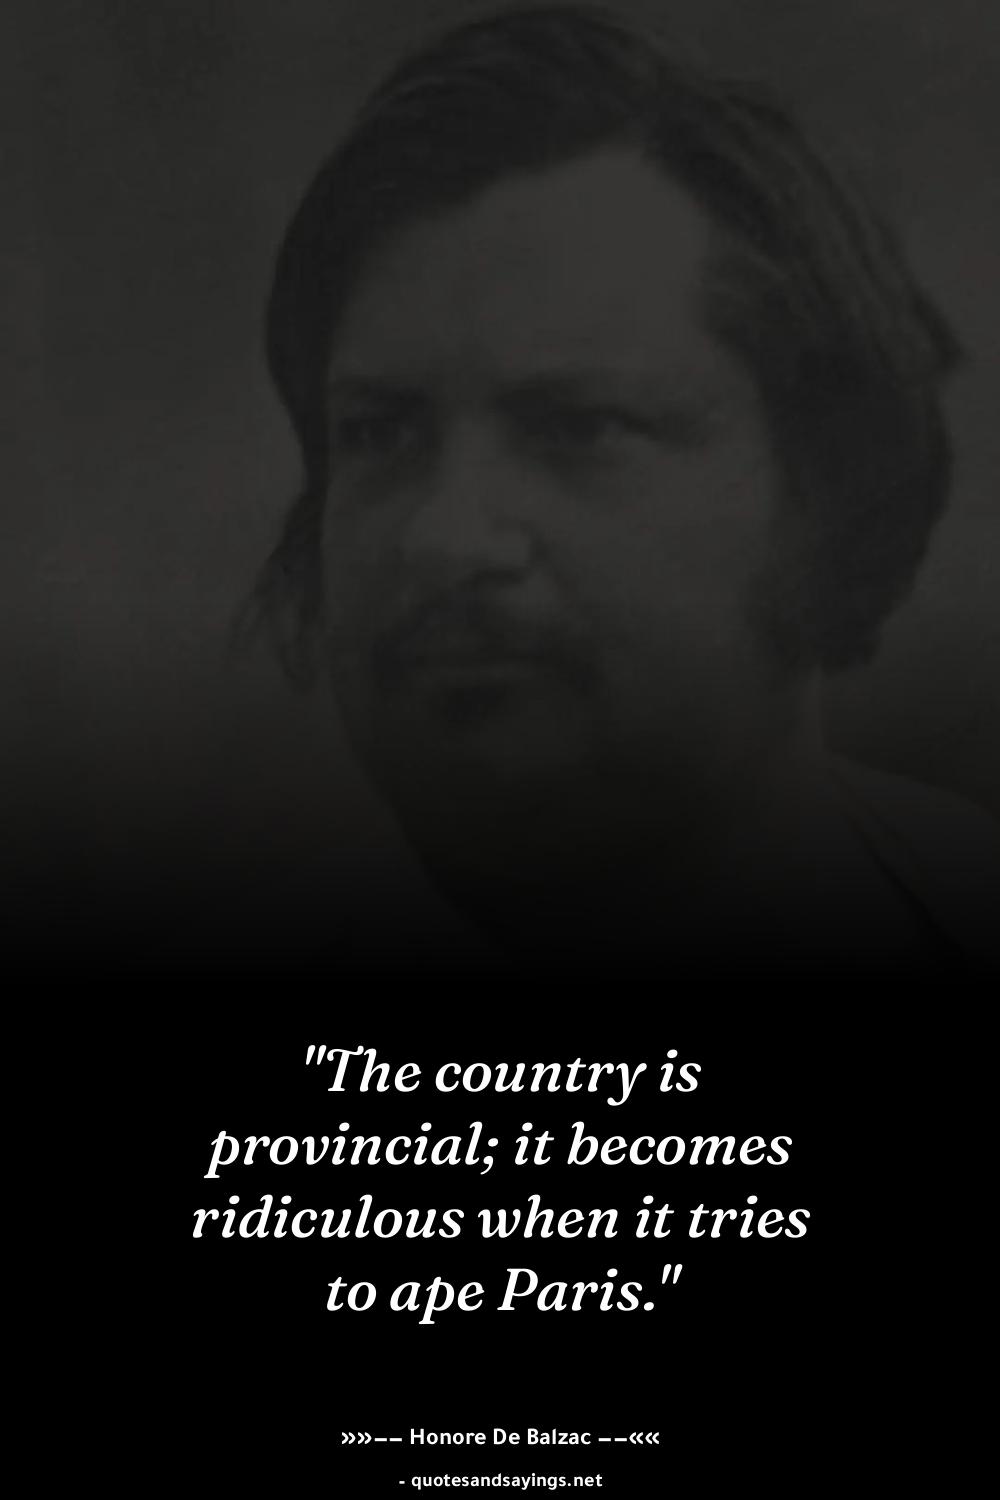 "The country is
provincial; it becomes
ridiculous when it tries
to ape Paris."
»»−− Honore De Balzac −−««
- quotesandsayings.net